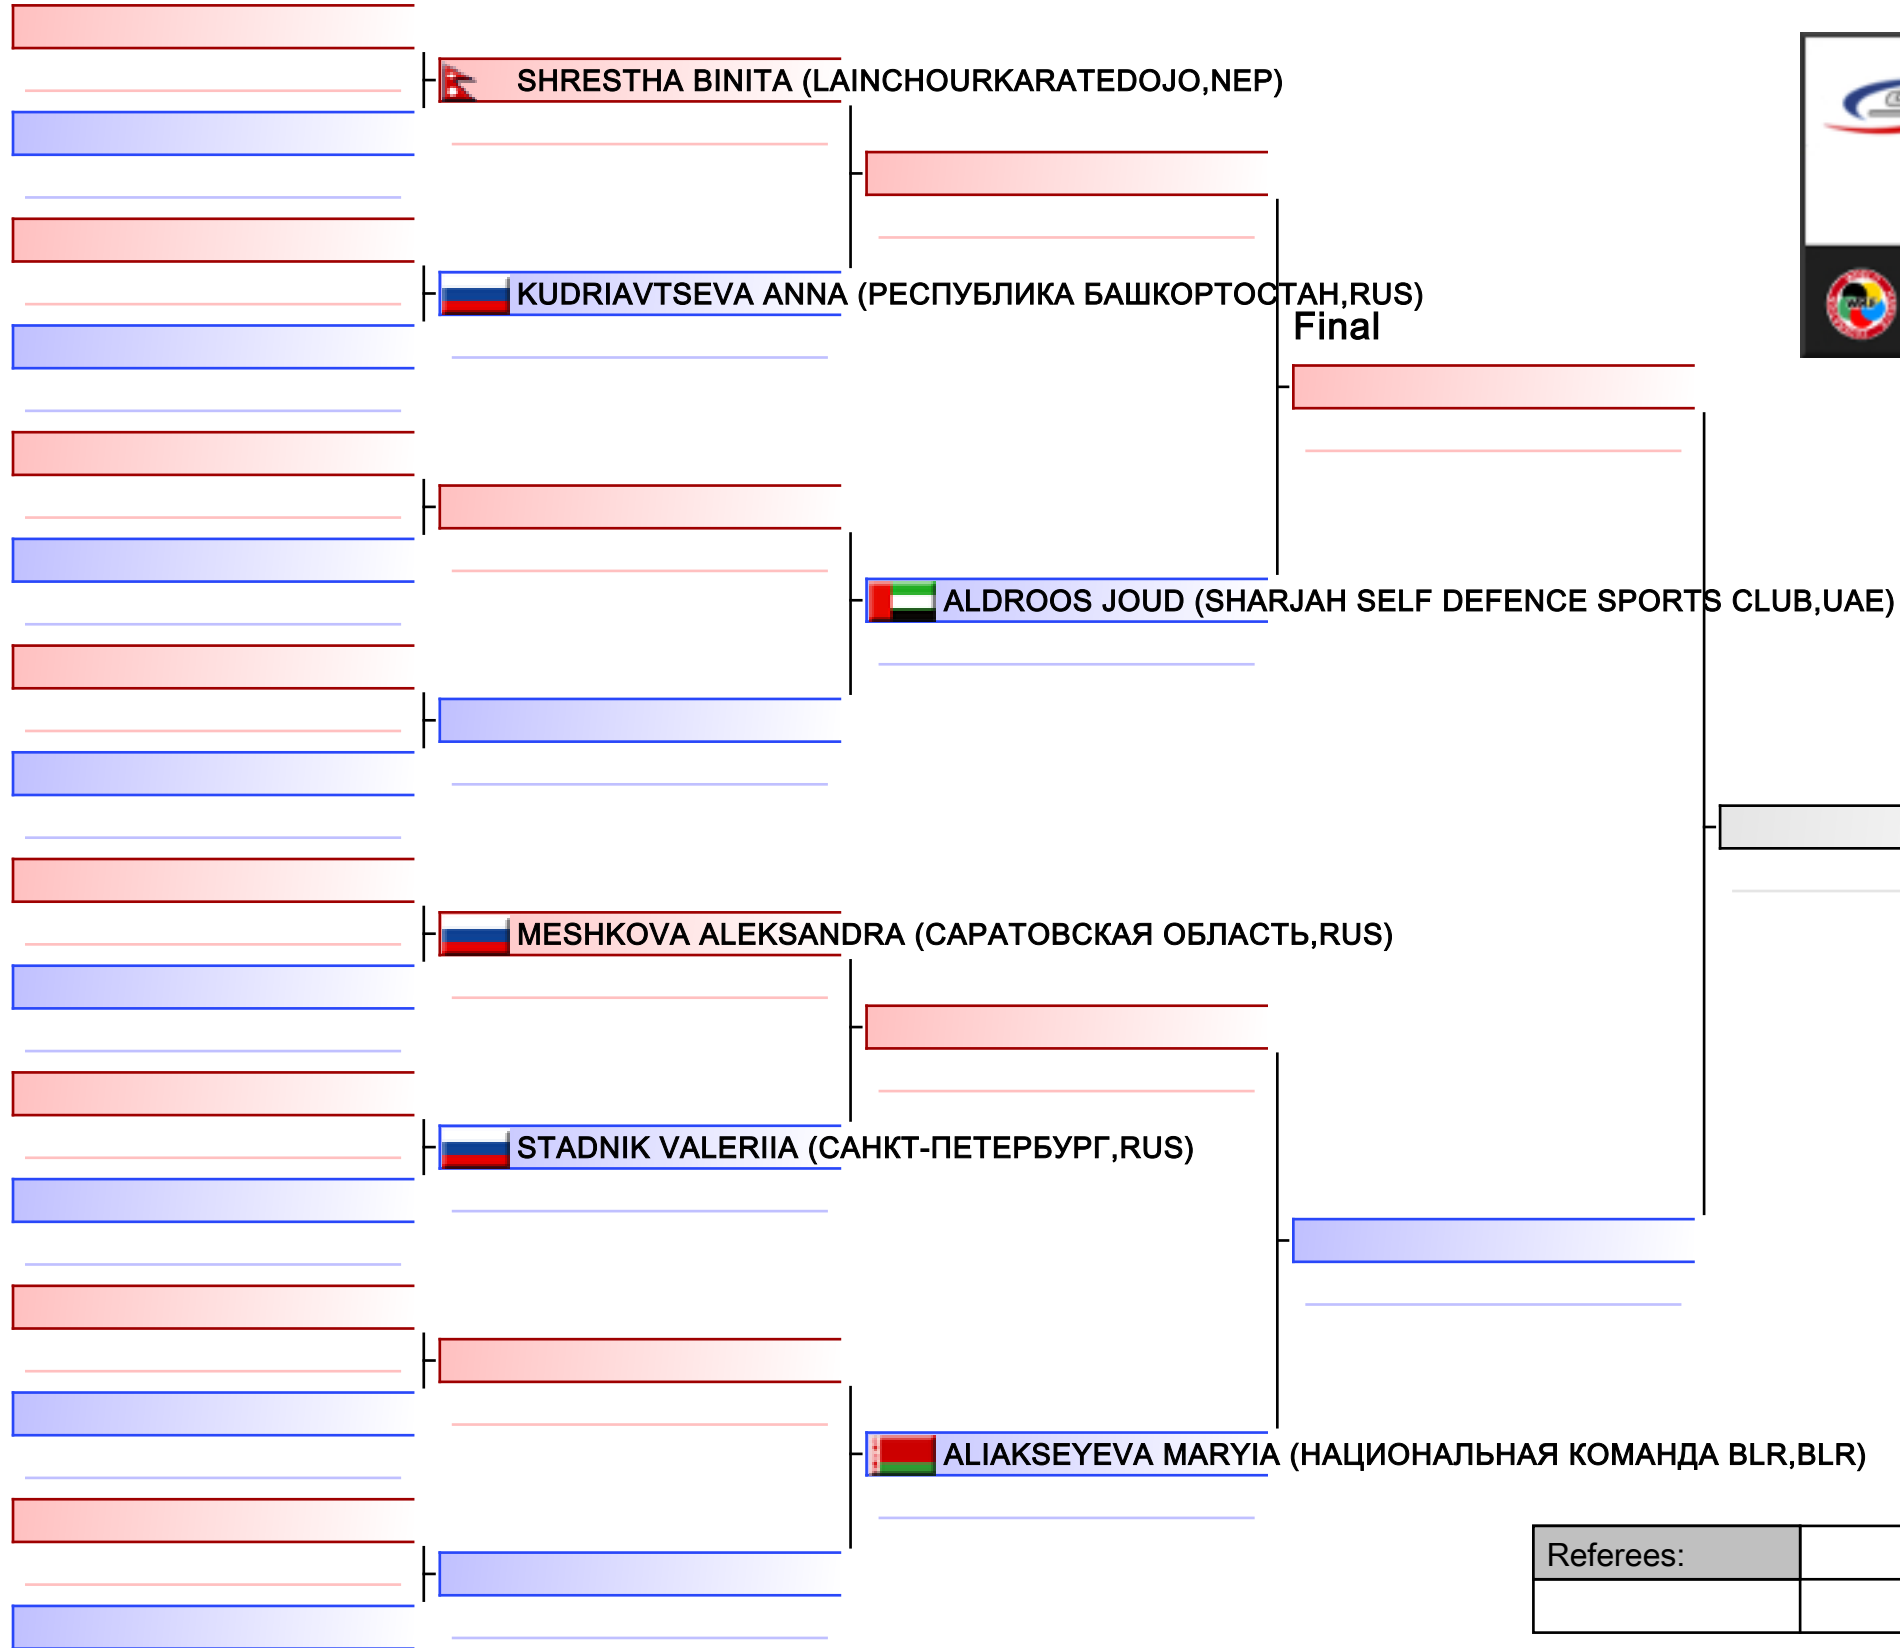 SHRESTHA BINITA (LAINCHOURKARATEDOJO,NEP)
KUDRIAVTSEVA ANNA (РЕСПУБЛИКА БАШКОРТОСТАН,RUS)
Final
ALDROOS JOUD (SHARJAH SELF DEFENCE SPORTS CLUB,UAE)
MESHKOVA ALEKSANDRA (САРАТОВСКАЯ ОБЛАСТЬ,RUS)
STADNIK VALERIIA (САНКТ-ПЕТЕРБУРГ,RUS)
ALIAKSEYEVA MARYIA (НАЦИОНАЛЬНАЯ КОМАНДА BLR,BLR)
Referees: